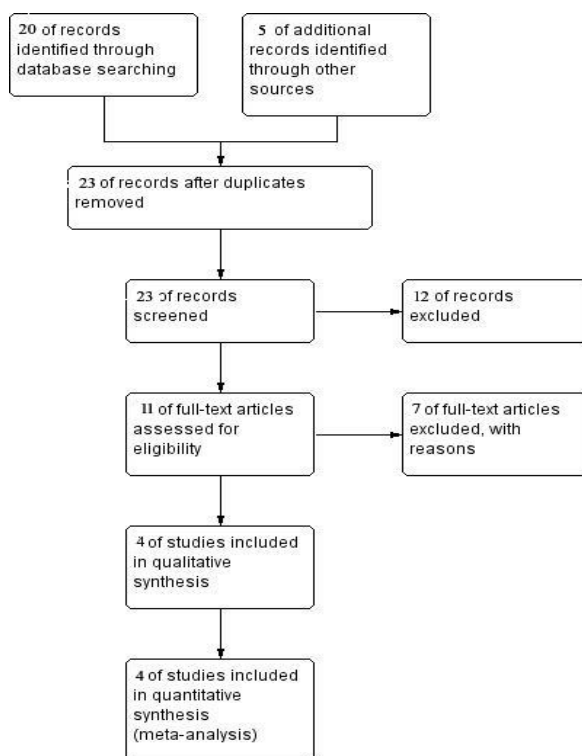 20 of records
identified through
database searching
5 of additional
records identified
through other
sources
23 of records after duplicates
removed
23 of records
screened
12 of records
excluded
11 of full-text articles
assessed for
eligibility
7 of full-text articles
excluded, with
reasons
4 of studies included
in qualitative
synthesis
4 of studies included
in quantitative
synthesis
(meta-analysis)